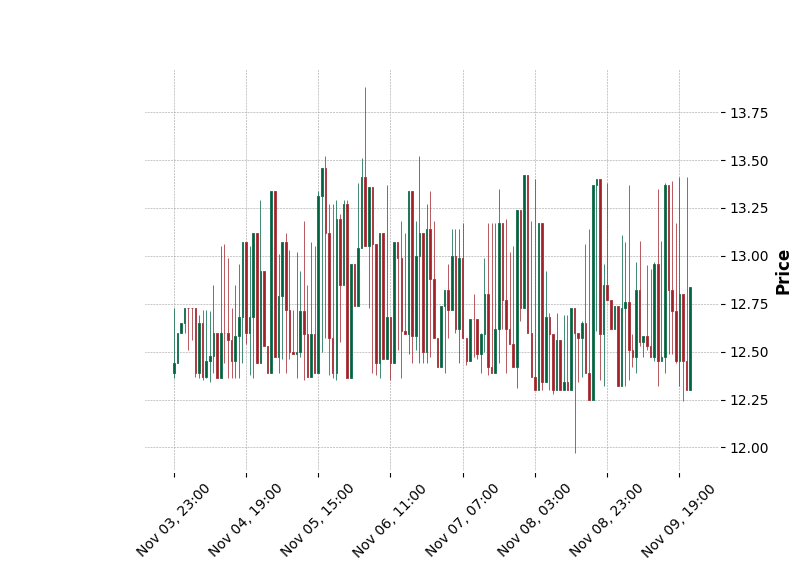 13.75
13.50
13.25
13.00
12.75
12.50
12.25
12.00
Price
Nov 03, 23:00
Nov 04, 19:00
Nov 05, 15:00
Nov 06, 11:00
Nov 07, 07:00
Nov 08, 03:00
Nov 08, 23:00
Nov 09, 19:00